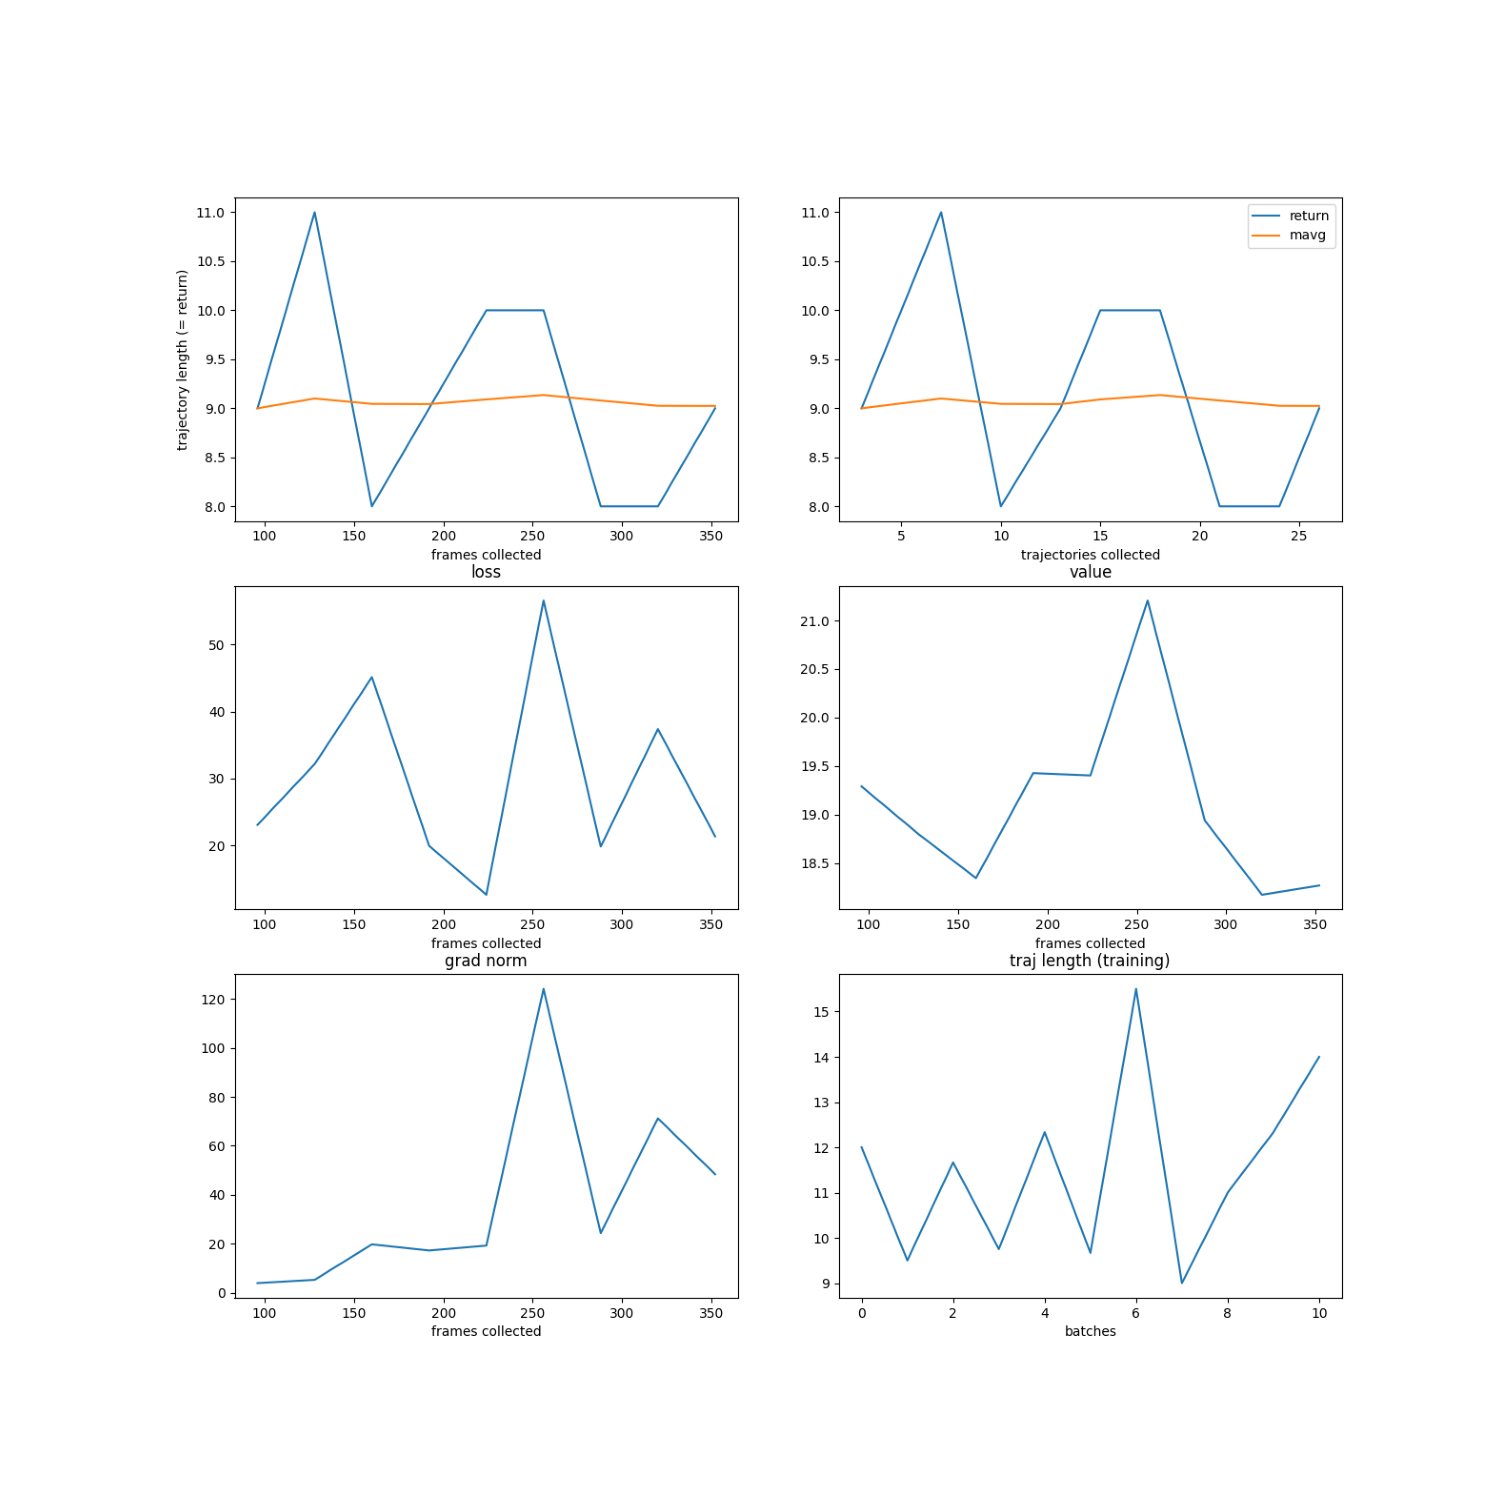 trajectory length (= return)
11.0
10.5
10.0
9.5
9.0
8.5
8.0
100 150 200 250 300 350
frames collected
return
mavg
11.0
10.5
10.0
9.5
9.0
8.5
8.0
5 10 15 20 25
trajectories collected
loss
50
40
30
20
100 150 200 250 300 350
frames collected
value
21.0
20.5
20.0
19.5
19.0
18.5
100 150 200 250 300 350
frames collected
grad norm
120
100
80
60
40
20
0
100 150 200 250 300 350
frames collected
traj length (training)
15
14
13
12
11
10
9
0 2 4 6 8 10
batches